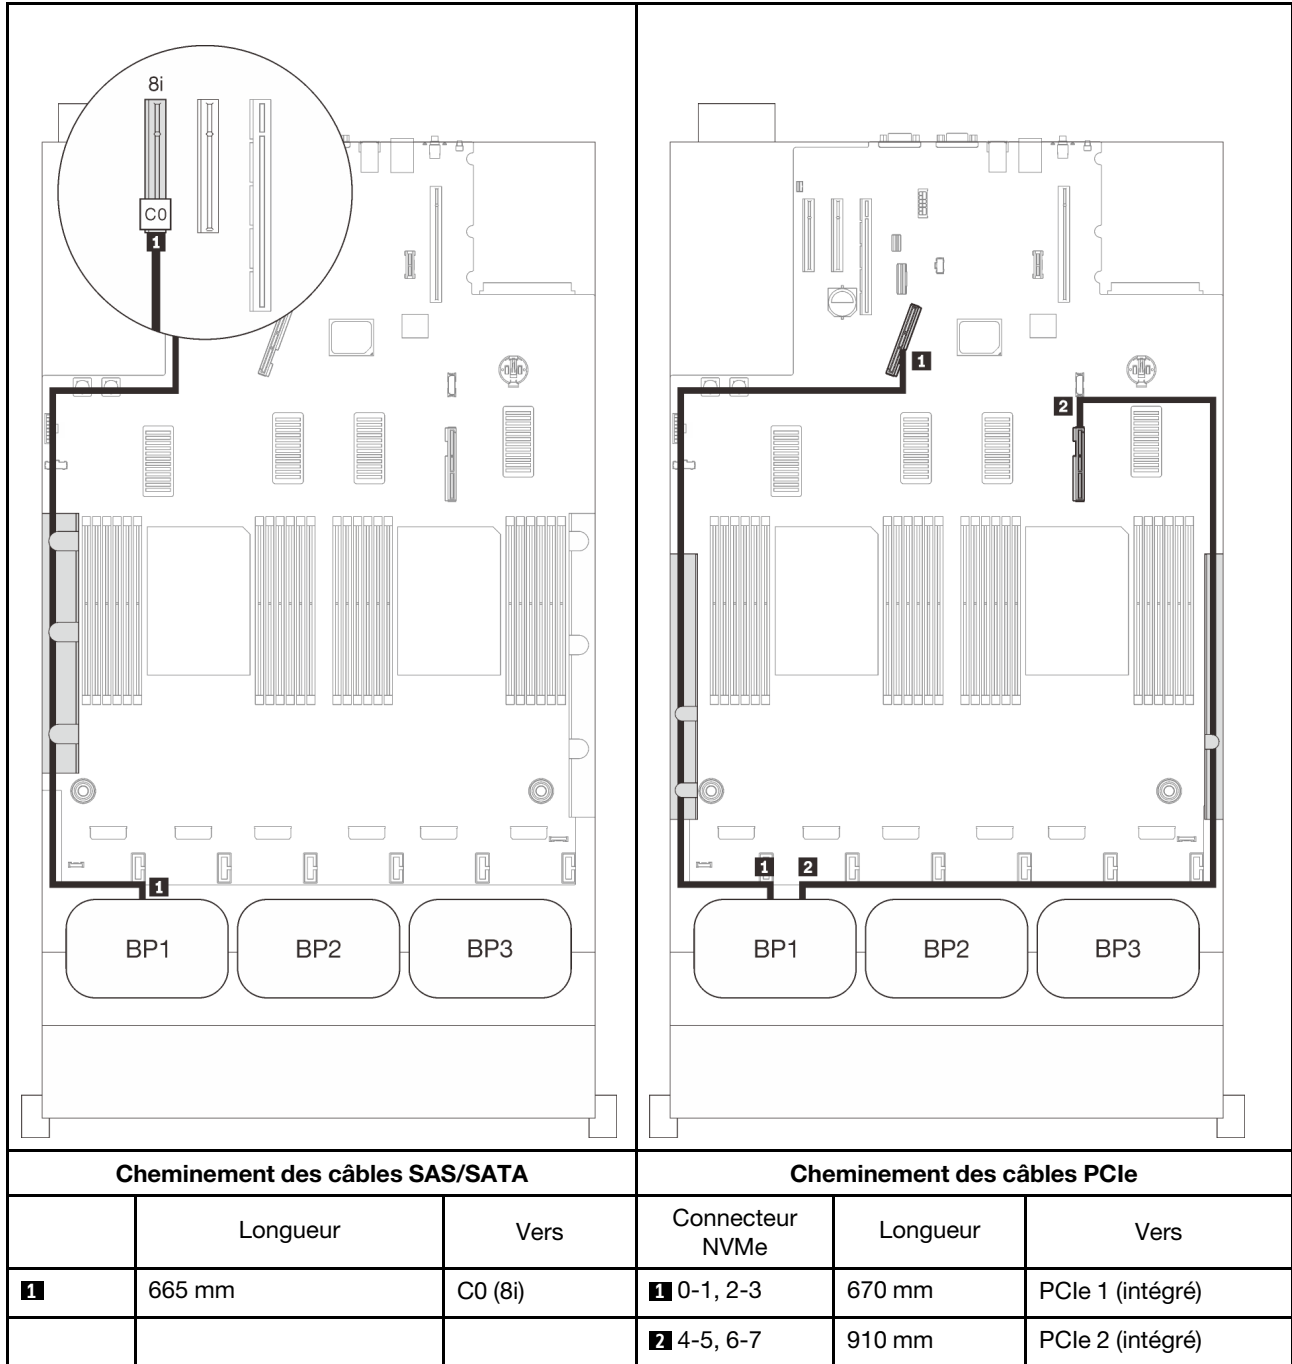 8i
C0
1
1
BP1
BP2
BP3
1
2
1
2
BP1
BP2
BP3
Cheminement des câbles SAS/SATA
Cheminement des câbles PCIe
Longueur
Vers
Connecteur
NVMe
Longueur
Vers
1
665 mm
C0 (8i)
1 0-1, 2-3
670 mm
PCIe 1 (intégré)
2 4-5, 6-7
910 mm
PCIe 2 (intégré)